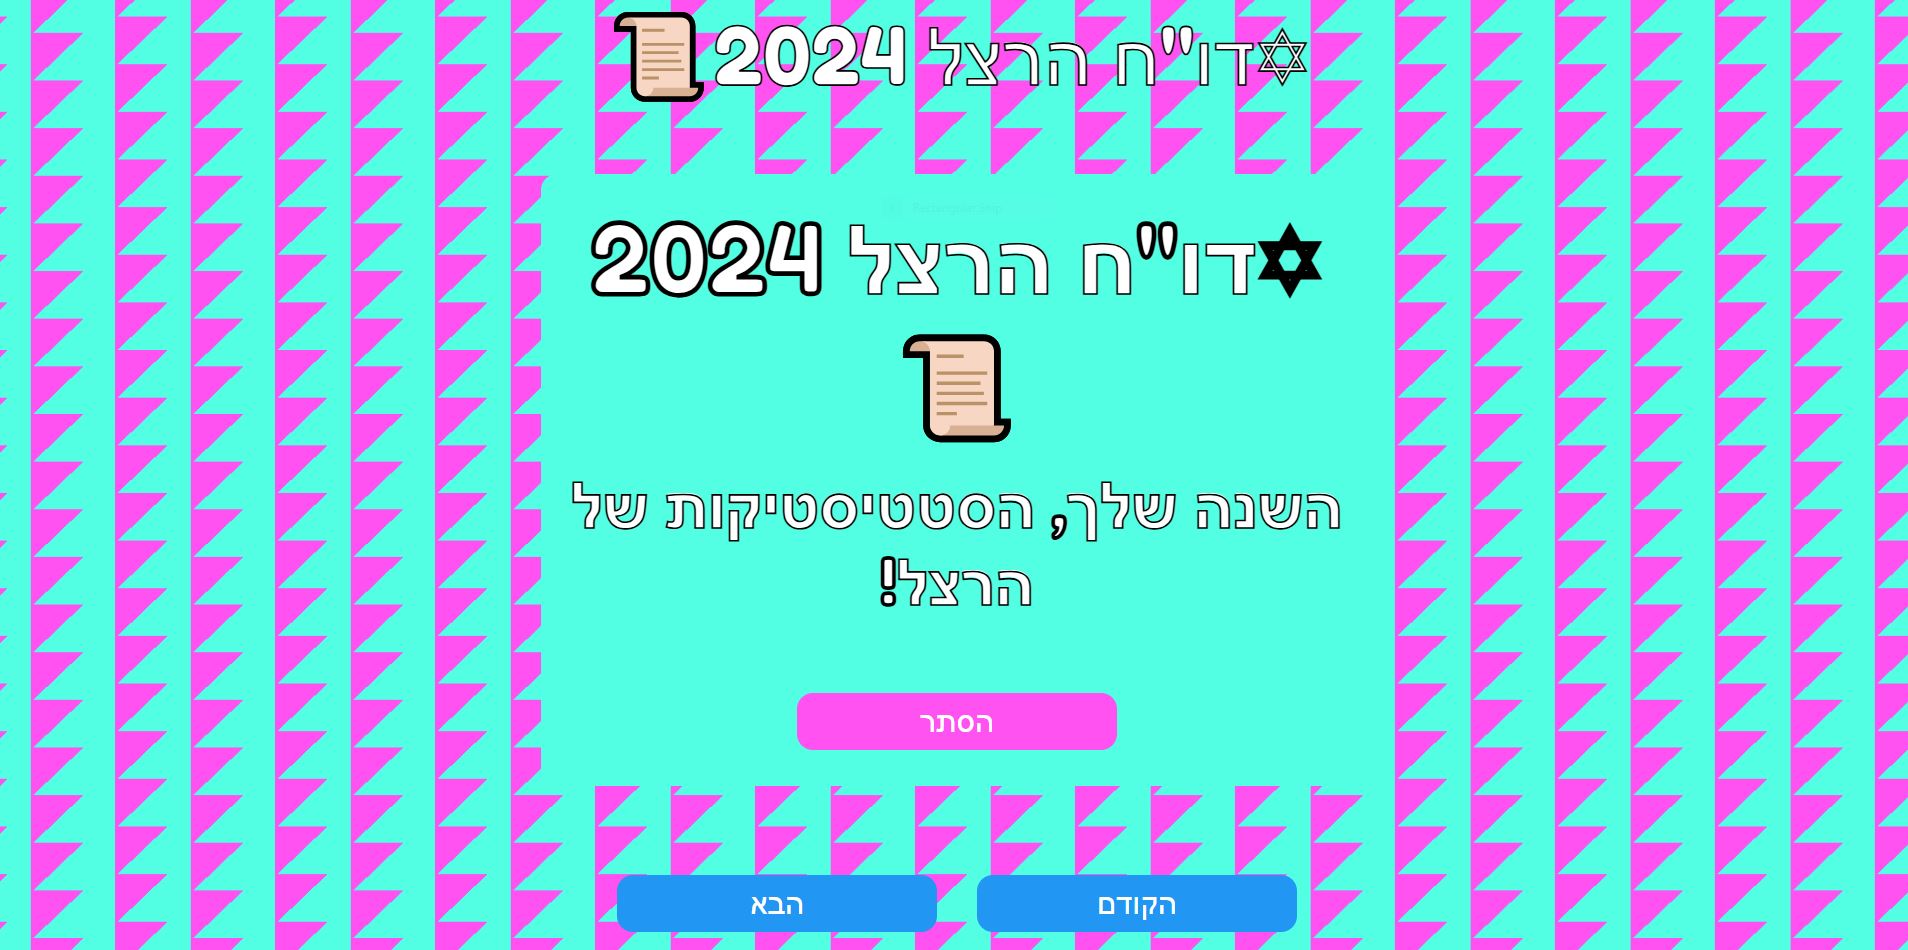 ✡דו"ח הרצל 2024📜
✡דו"ח הרצל 2024
📜
השנה שלך, הסטטיסטיקות של
הרצל!
הסתר
הקודם
הבא